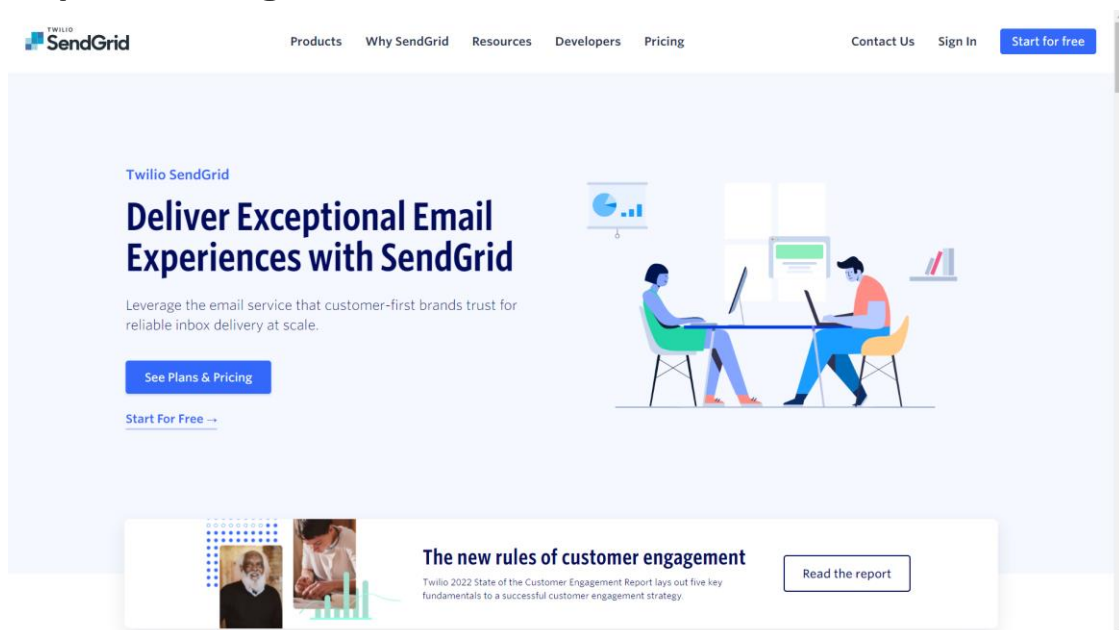 TWILIO
SendGrid
Products Why SendGrid Resources Developers Pricing Contact Us Sign In Start for free
Twilio SendGrid
Deliver Exceptional Email
Experiences with SendGrid
Leverage the email service that customer-first brands trust for
reliable inbox delivery at scale.
See Plans & Pricing
Start For Free →
The new rules of customer engagement
Twilio 2022 State of the Customer Engagement Report lays out five key
fundamentals to a successful customer engagement strategy.
Read the report